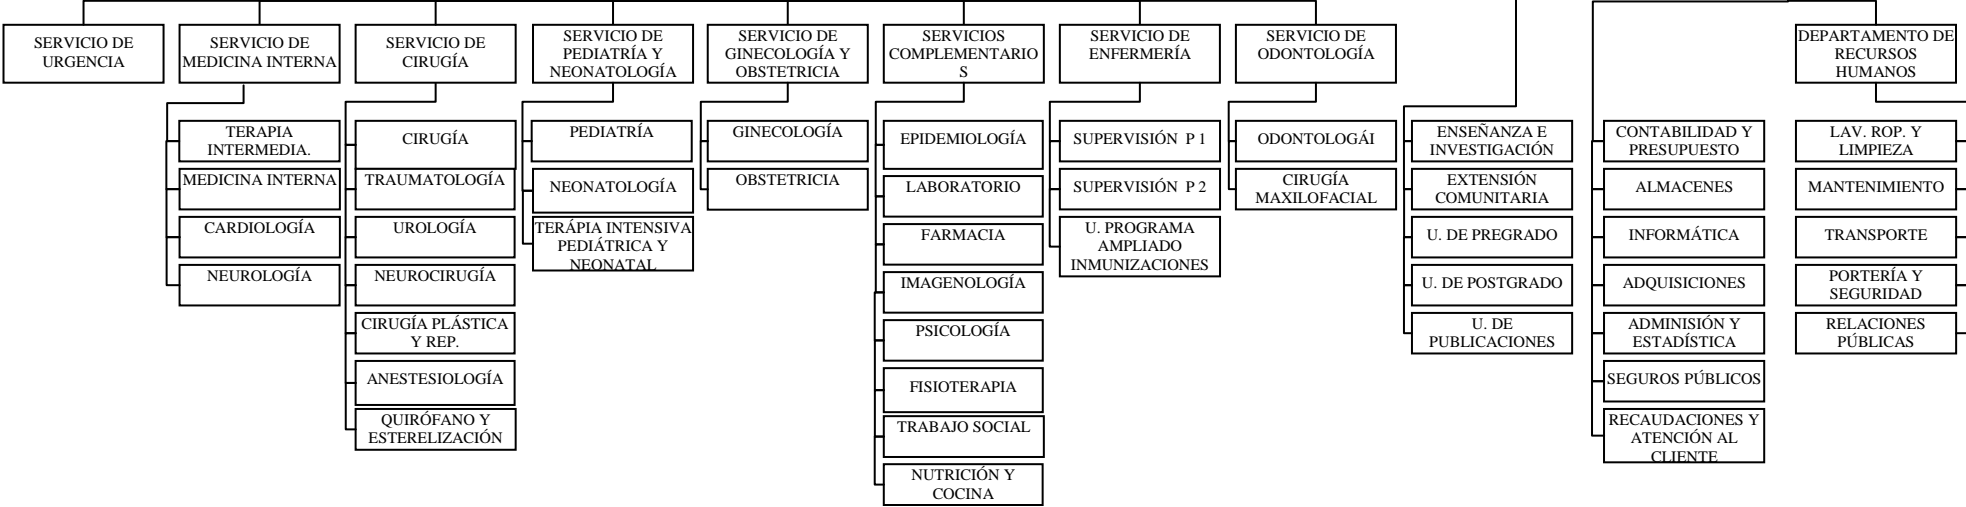 SERVICIO DE
URGENCIA
SERVICIO DE
MEDICINA INTERNA
SERVICIO DE
CIRUGÍA
SERVICIO DE
PEDIATRÍA Y
NEONATOLOGÍA
SERVICIO DE
GINECOLOGÍA Y
OBSTETRICIA
SERVICIOS
COMPLEMENTARIO
S
SERVICIO DE
ENFERMERÍA
SERVICIO DE
ODONTOLOGÍA
DEPARTAMENTO DE
RECURSOS
HUMANOS
TERAPIA
INTERMEDIA.
MEDICINA INTERNA
CARDIOLOGÍA
NEUROLOGÍA
CIRUGÍA
TRAUMATOLOGÍA
UROLOGÍA
NEUROCIRUGÍA
CIRUGÍA PLÁSTICA
Y REP.
ANESTESIOLOGÍA
QUIRÓFANO Y
ESTERELIZACIÓN
PEDIATRÍA
NEONATOLOGÍA
TERÁPIA INTENSIVA
PEDIÁTRICA Y
NEONATAL
GINECOLOGÍA
OBSTETRICIA
EPIDEMIOLOGÍA
LABORATORIO
FARMACIA
IMAGENOLOGÍA
PSICOLOGÍA
FISIOTERAPIA
TRABAJO SOCIAL
NUTRICIÓN Y
COCINA
SUPERVISIÓN P 1
SUPERVISIÓN P 2
U. PROGRAMA
AMPLIADO
INMUNIZACIONES
ODONTOLOGÁI
CIRUGÍA
MAXILOFACIAL
ENSEÑANZA E
INVESTIGACIÓN
EXTENSIÓN
COMUNITARIA
U. DE PREGRADO
U. DE POSTGRADO
U. DE
PUBLICACIONES
CONTABILIDAD Y
PRESUPUESTO
ALMACENES
INFORMÁTICA
ADQUISICIONES
ADMINISIÓN Y
ESTADÍSTICA
SEGUROS PÚBLICOS
RECAUDACIONES Y
ATENCIÓN AL
CLIENTE
LAV. ROP. Y
LIMPIEZA
MANTENIMIENTO
TRANSPORTE
PORTERÍA Y
SEGURIDAD
RELACIONES
PÚBLICAS